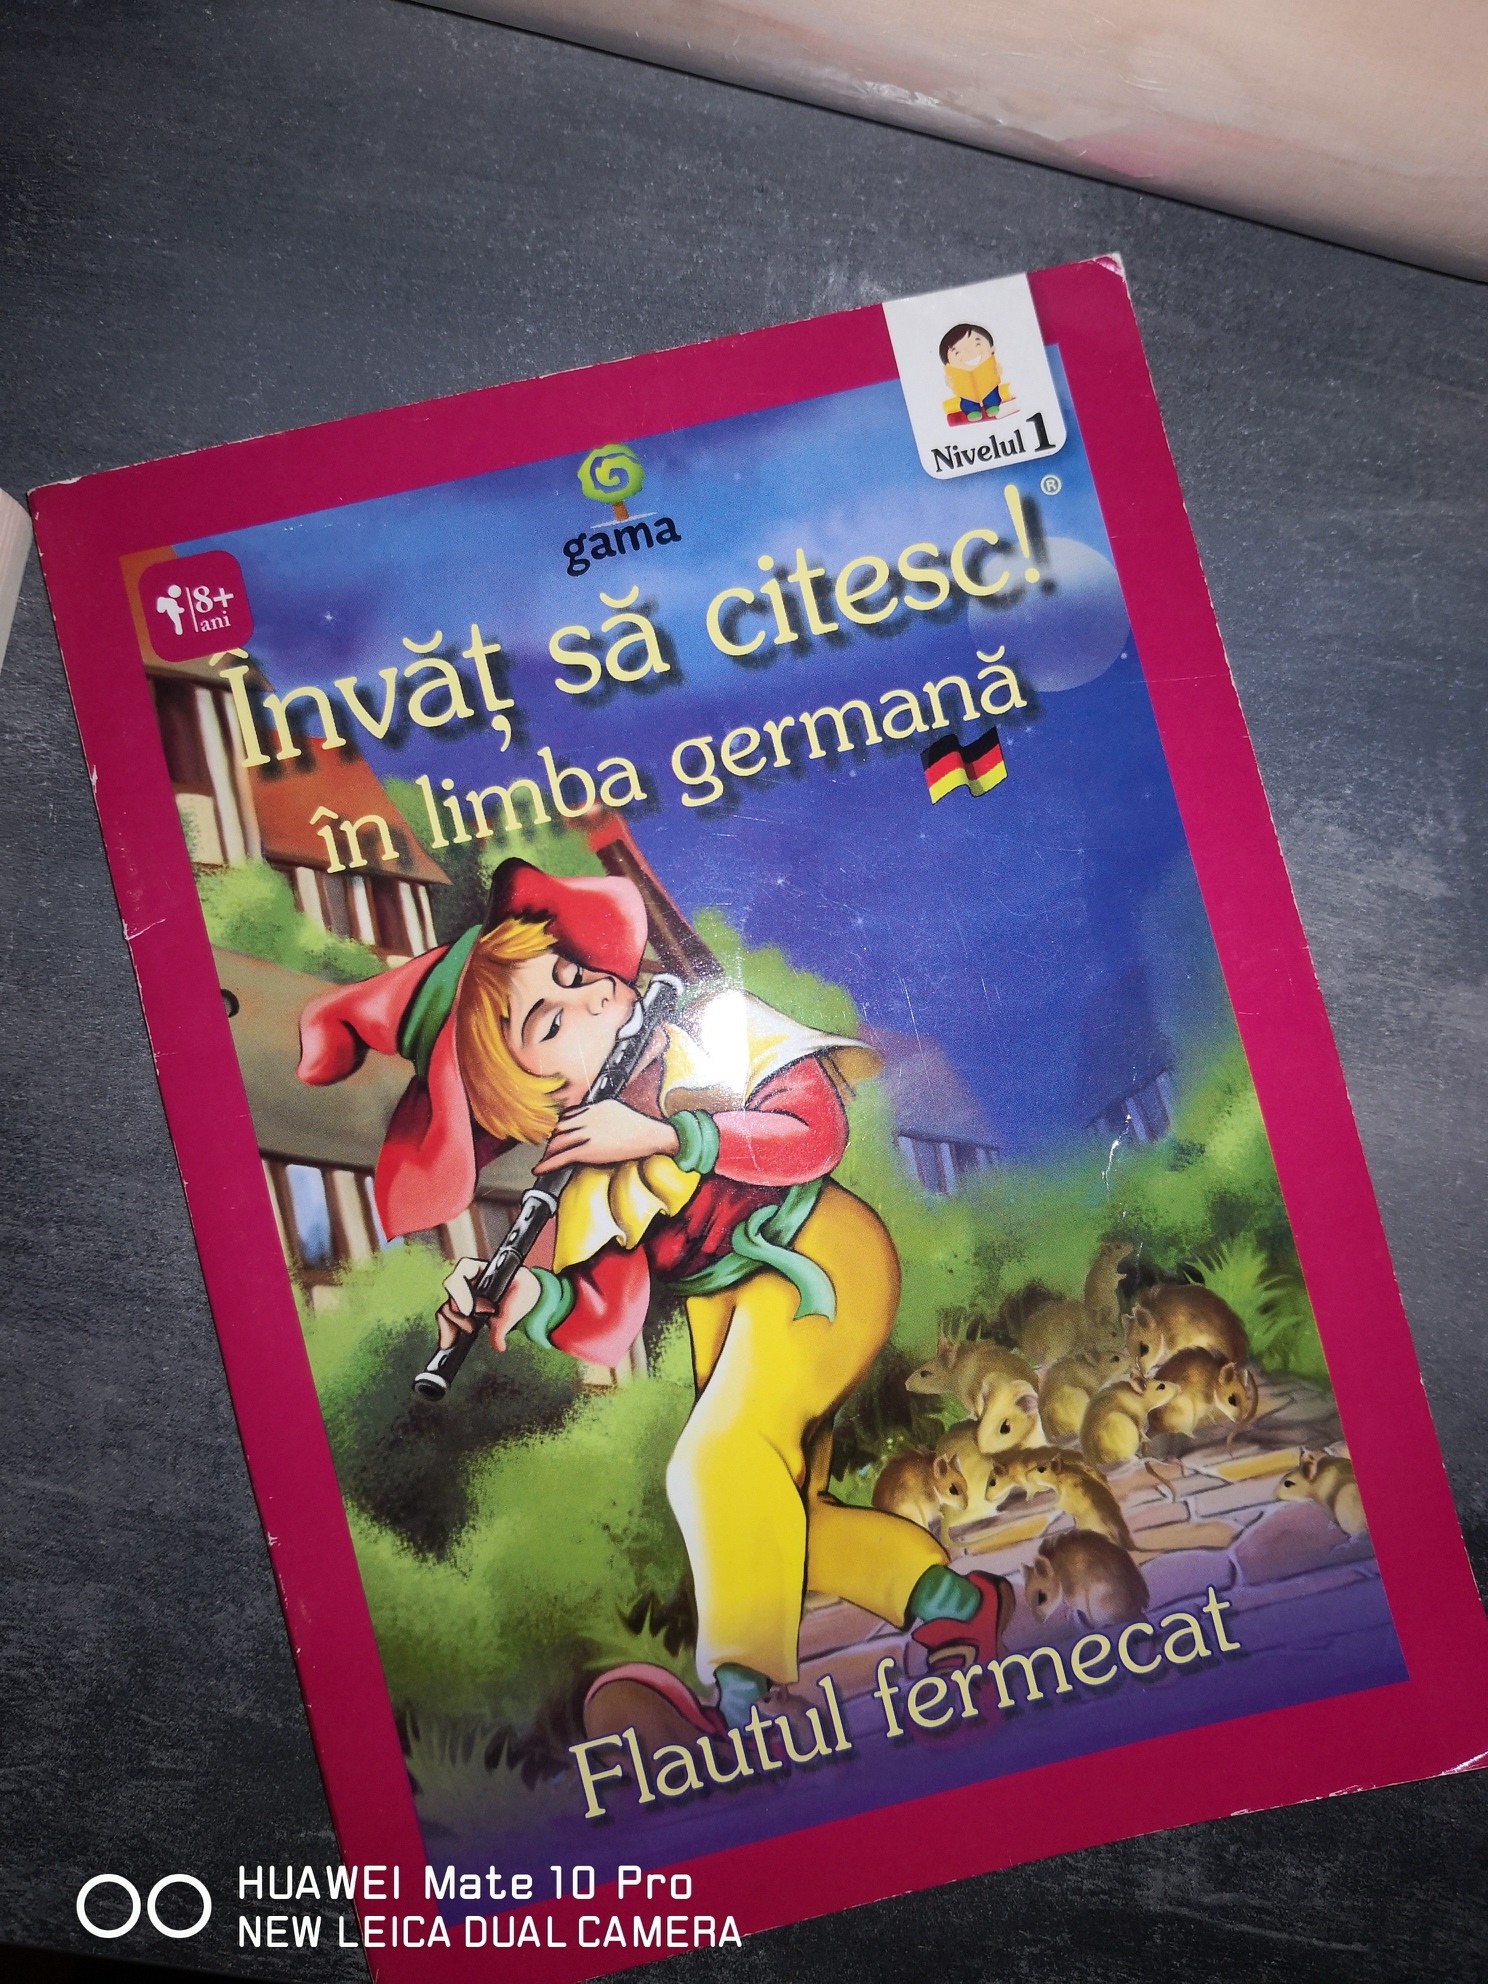 Nivelul 1
gama
8+
ani
Învăț să citesc!®
în limba germană
Flautul fermecat
HUAWEI Mate 10 Pro
NEW LEICA DUAL CAMERA